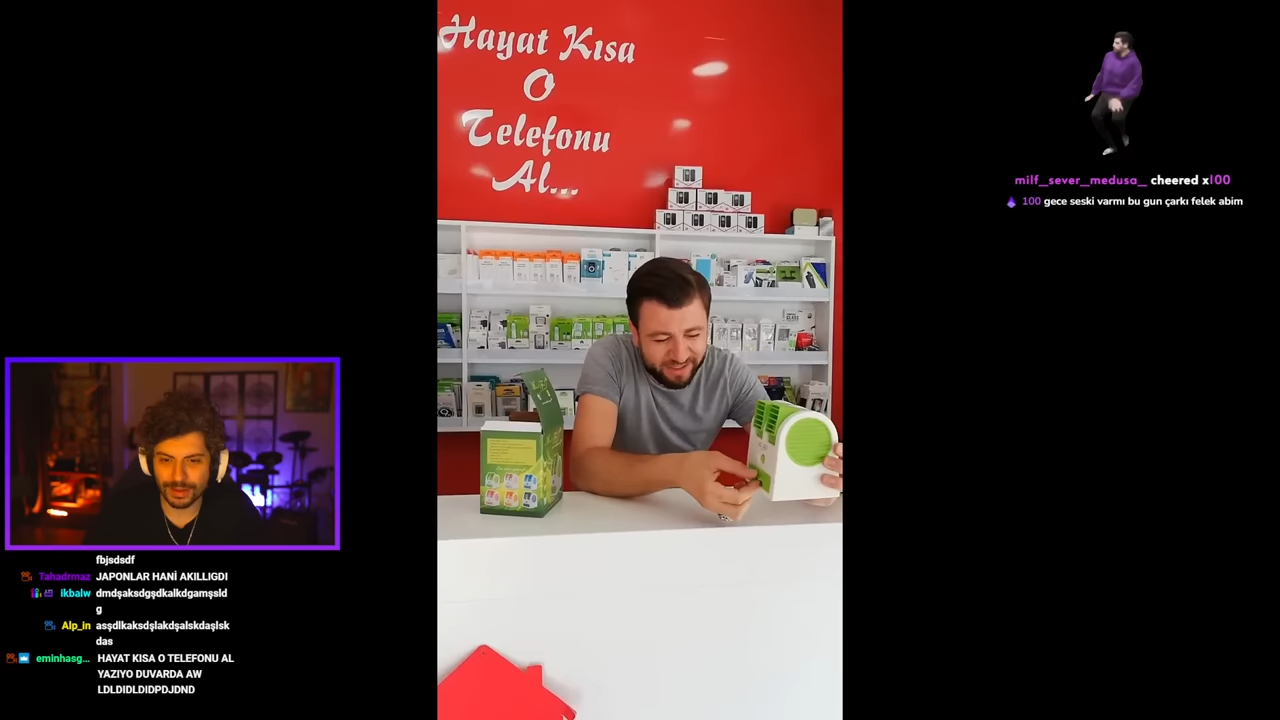 Hayat Kısa
O
Telefonu
Al...
milf_sever_medusa_ cheered x100
100 gece seski varmı bu gun çarkı felek abim
fbjsdsdf
Tahadrmaz JAPONLAR HANİ AKILLIGDI
ikbalw dmdşaksdgşdkalkdgamşsld
g
Alp_in asşdlkaksdşlakdşalskdaşlsk
das
eminhasg... HAYAT KISA O TELEFONU AL
YAZIYO DUVARDA AW
LDLDIDLDIDPDJDND